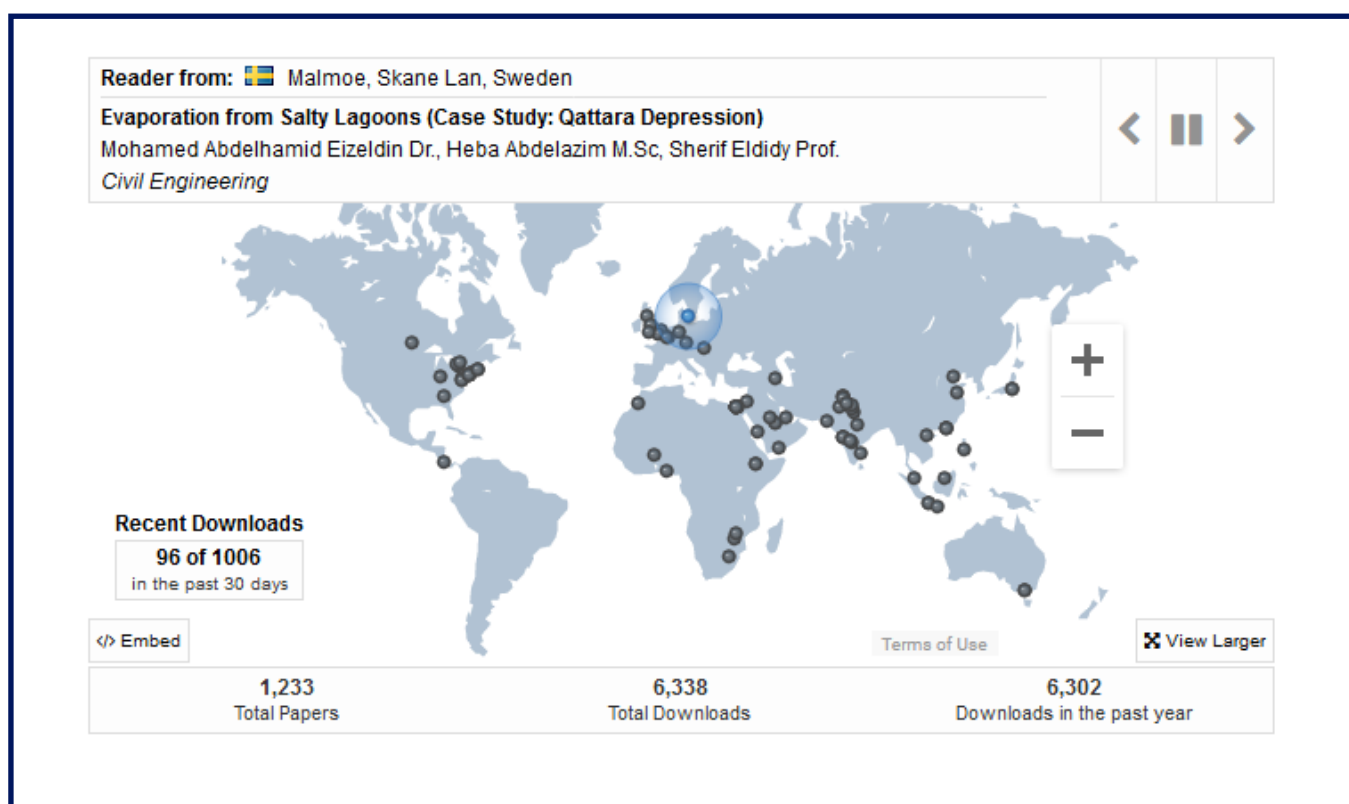 Reader from: Malmoe, Skane Lan, Sweden
Evaporation from Salty Lagoons (Case Study: Qattara Depression)
Mohamed Abdelhamid Eizeldin Dr., Heba Abdelazim M.Sc, Sherif Eldidy Prof.
Civil Engineering
Recent Downloads
96 of 1006
in the past 30 days
</> Embed
Terms of Use
View Larger
1,233
Total Papers
6,338
Total Downloads
6,302
Downloads in the past year